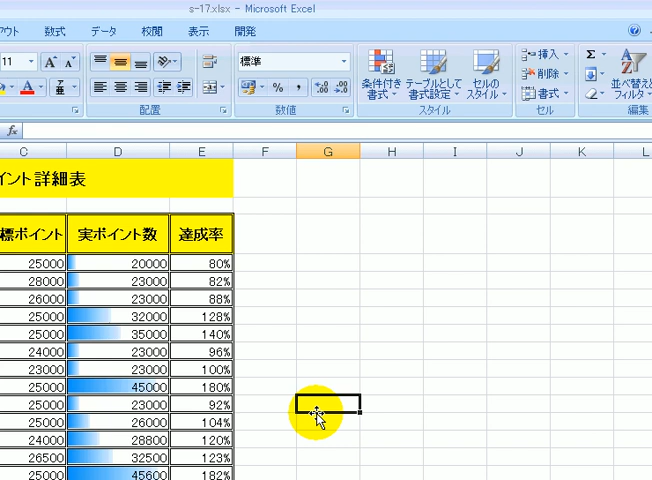 s-17.xlsx - Microsoft Excel
アウト 数式 データ 校閲 表示 開発
11 A A 標準 条件付き書式 テーブルとして書式設定 セルのスタイル 挿入 削除 書式 Σ 並べ替えと フィルタ
A 亜 % ,
配置 数値 スタイル セル 編集
fx
C D E F G H I J K L
イント詳細表
標ポイント 実ポイント数 達成率
25000 20000 80%
28000 23000 82%
26000 23000 88%
25000 32000 128%
25000 35000 140%
24000 23000 96%
23000 23000 100%
25000 45000 180%
25000 23000 92%
25000 26000 104%
24000 28800 120%
26500 32500 123%
25000 45600 182%